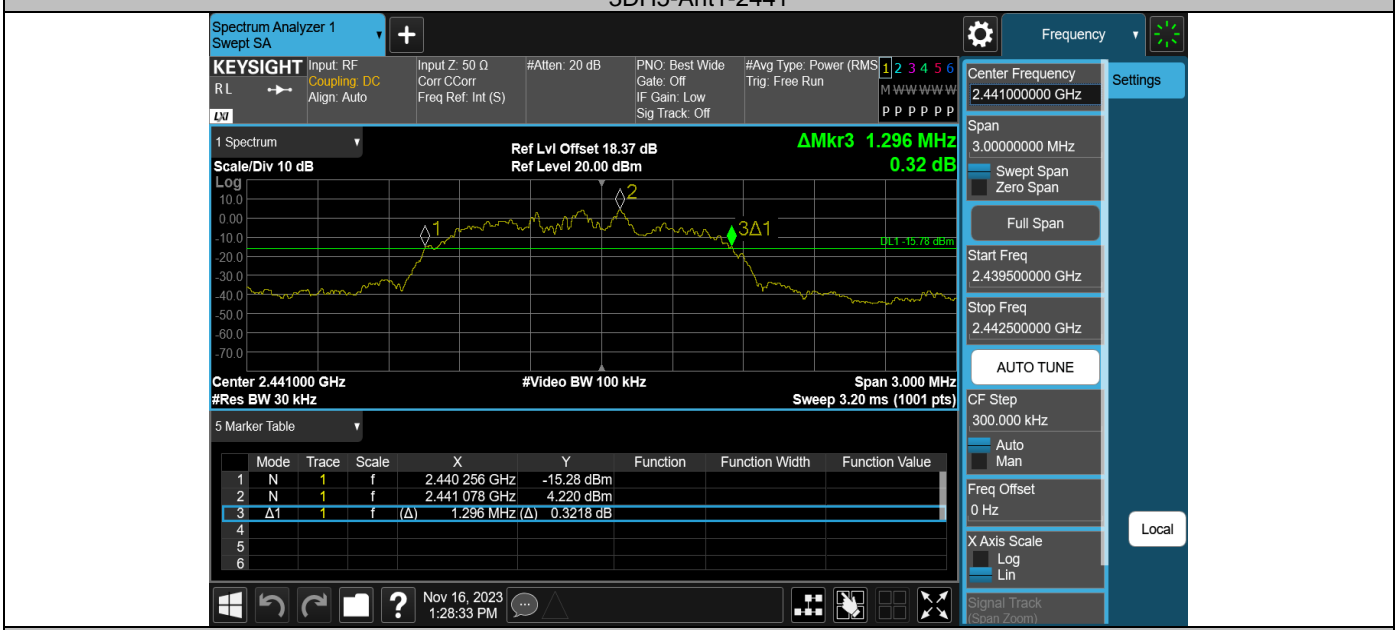 3DH5-Ant1-2441
Spectrum Analyzer 1
Swept SA
Frequency
KEYSIGHT
RL
LXI
Input: RF
Coupling: DC
Align: Auto
Input Z: 50 Ω
Corr CCorr
Freq Ref: Int (S)
#Atten: 20 dB
PNO: Best Wide
Gate: Off
IF Gain: Low
Sig Track: Off
#Avg Type: Power (RMS
Trig: Free Run
1 2 3 4 5 6
M W W W W W
P P P P P P
1 Spectrum
Scale/Div 10 dB
Ref Lvl Offset 18.37 dB
Ref Level 20.00 dBm
ΔMkr3 1.296 MHz
0.32 dB
Log
10.0
0.00
-10.0
-20.0
-30.0
-40.0
-50.0
-60.0
-70.0
1
2
3Δ1
DL1 -15.78 dBm
Center 2.441000 GHz
#Video BW 100 kHz
Span 3.000 MHz
#Res BW 30 kHz
Sweep 3.20 ms (1001 pts)
5 Marker Table
Mode Trace Scale X Y Function Function Width Function Value
1 N 1 f 2.440 256 GHz -15.28 dBm
2 N 1 f 2.441 078 GHz 4.220 dBm
3 Δ1 1 f (Δ) 1.296 MHz (Δ) 0.3218 dB
4
5
6
Nov 16, 2023
1:28:33 PM
?
Center Frequency
2.441000000 GHz
Settings
Span
3.00000000 MHz
Swept Span
Zero Span
Full Span
Start Freq
2.439500000 GHz
Stop Freq
2.442500000 GHz
AUTO TUNE
CF Step
300.000 kHz
Auto
Man
Freq Offset
0 Hz
X Axis Scale
Log
Lin
Local
Signal Track
(Span Zoom)